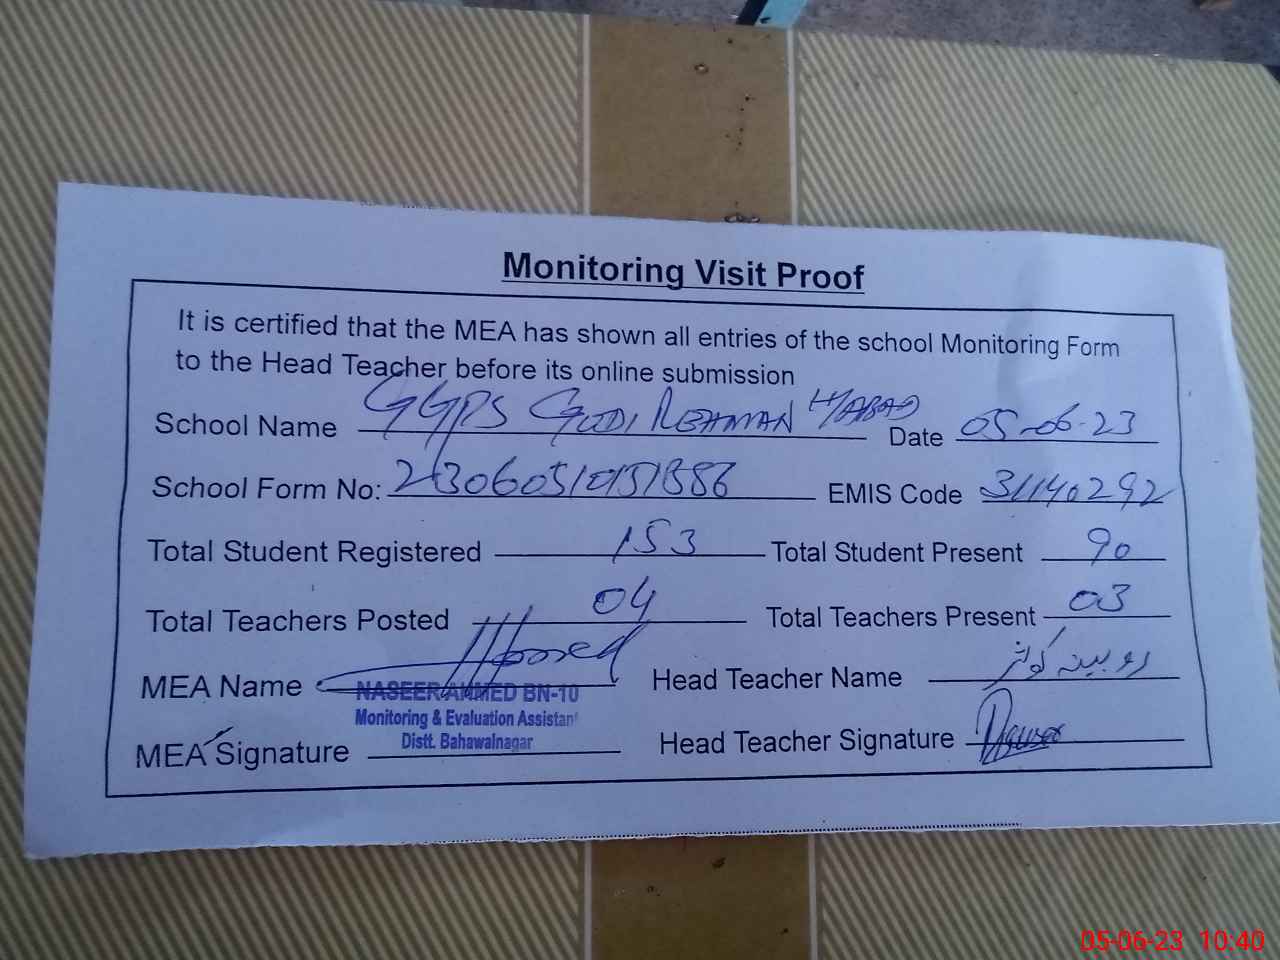 Monitoring Visit Proof
It is certified that the MEA has shown all entries of the school Monitoring Form
to the Head Teacher before its online submission
School Name GGPS GUDI REHMAN H/ABAD Date 05-06-23
School Form No: EMIS Code 31140292
Total Student Registered 153 Total Student Present 90
Total Teachers Posted 04 Total Teachers Present 03
MEA Name NASEER AHMED BN-10 Head Teacher Name روبینہ کوثر
Monitoring & Evaluation Assistant
Distt. Bahawalnagar
MEA Signature Head Teacher Signature
05-06-23 10:40